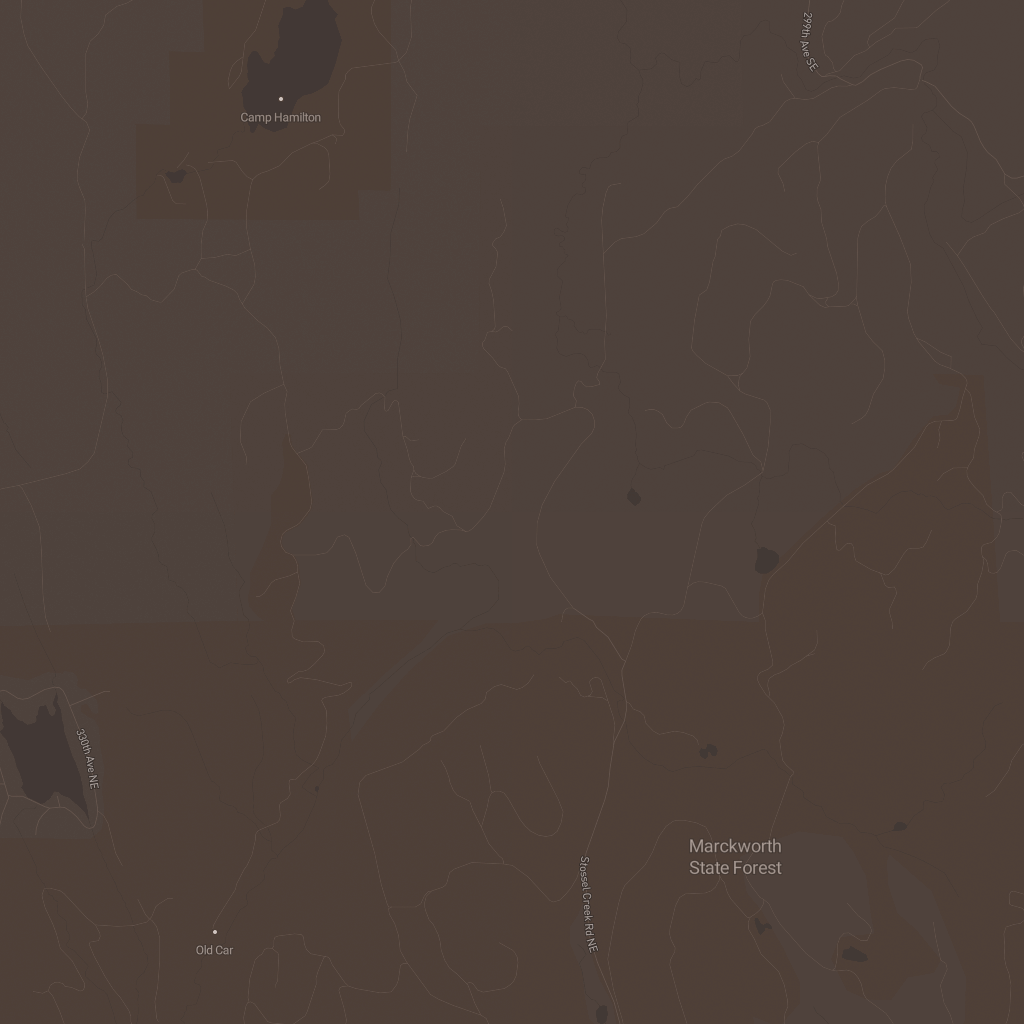 299th Ave SE
Camp Hamilton
330th Ave NE
Marckworth
State Forest
Stossel Creek Rd NE
Old Car